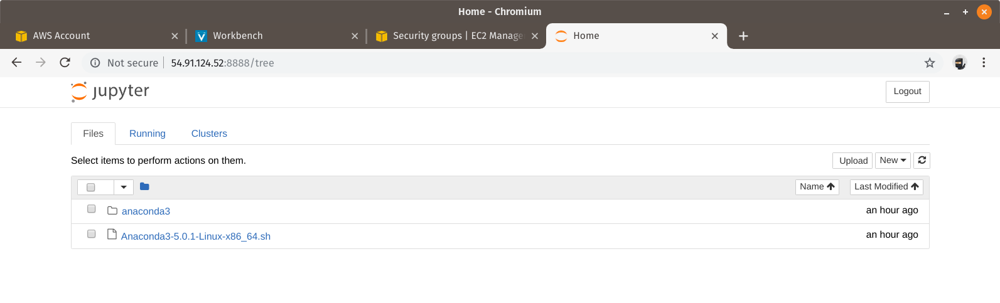 Home - Chromium
AWS Account
Workbench
Security groups | EC2 Manage
Home
Not secure
54.91.124.52:8888/tree
jupyter
Logout
Files Running Clusters
Select items to perform actions on them.
Upload New
Name Last Modified
anaconda3 an hour ago
Anaconda3-5.0.1-Linux-x86_64.sh an hour ago